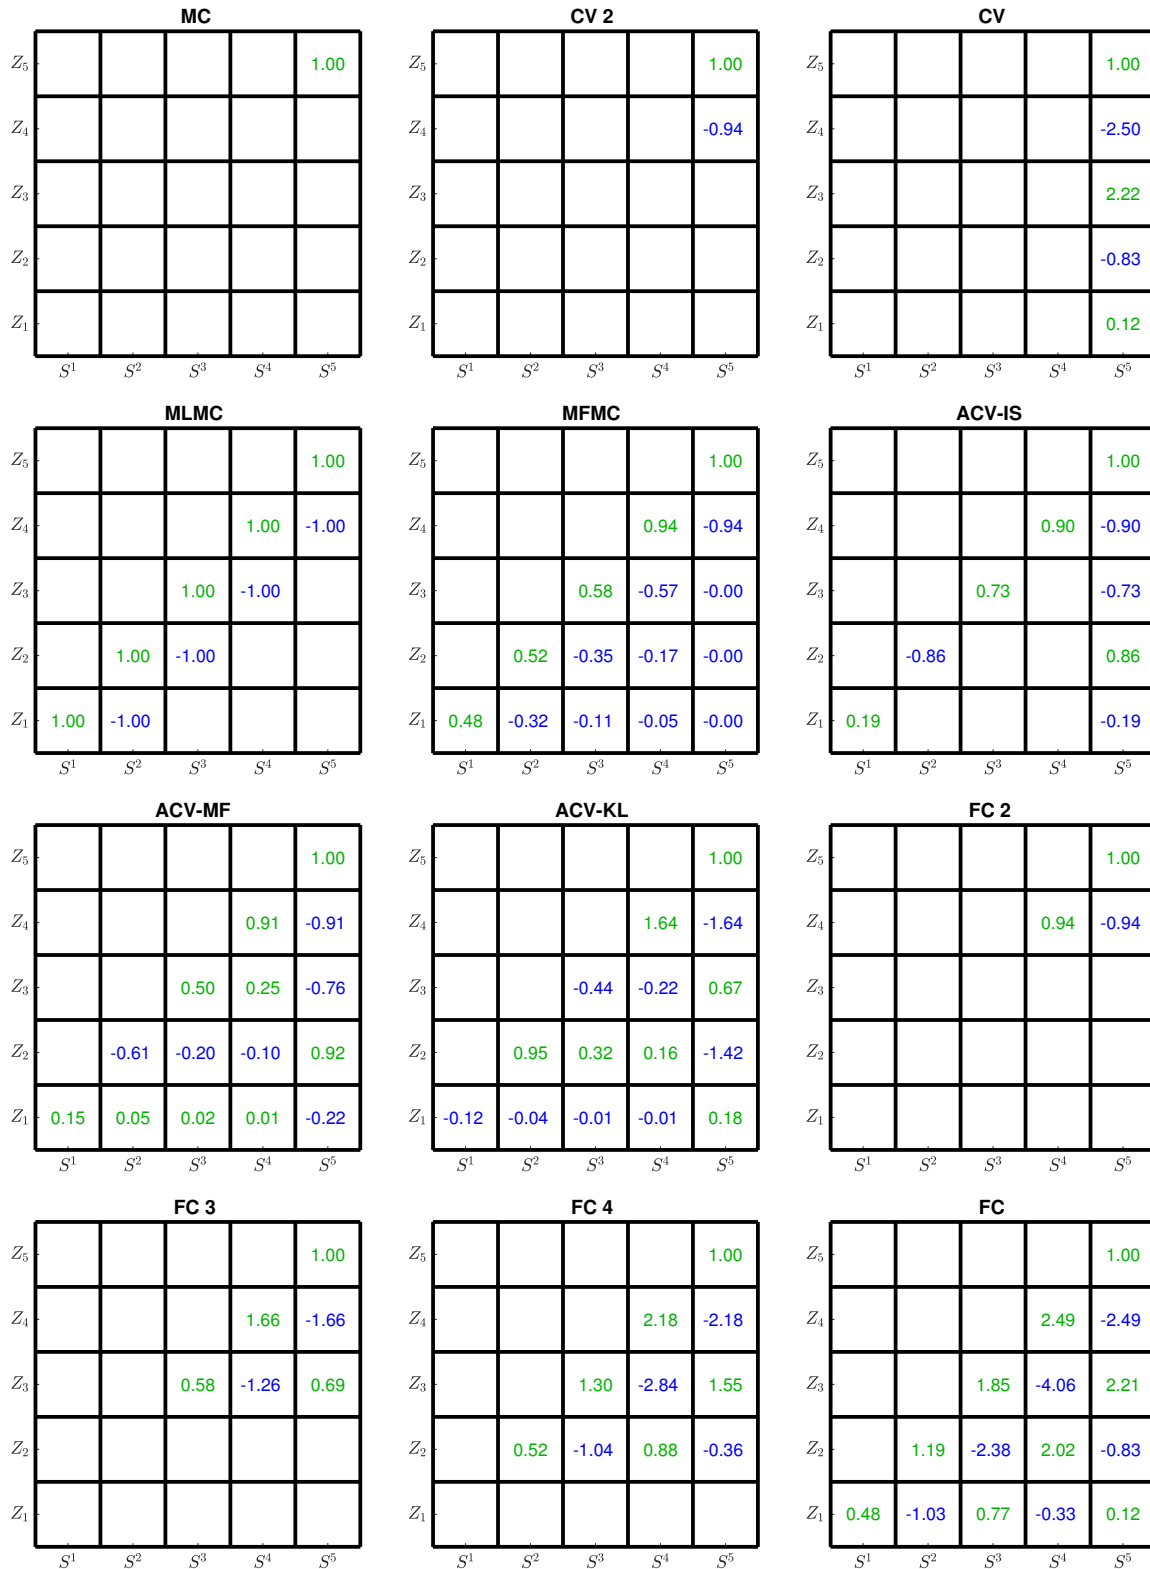 MC CV 2 CV
Z₅ 1.00 Z₅ 1.00 Z₅ 1.00
Z₄ Z₄ -0.94 Z₄ -2.50
Z₃ Z₃ Z₃ 2.22
Z₂ Z₂ Z₂ -0.83
Z₁ Z₁ Z₁ 0.12
S¹ S² S³ S⁴ S⁵ S¹ S² S³ S⁴ S⁵ S¹ S² S³ S⁴ S⁵
MLMC MFMC ACV-IS
Z₅ 1.00 Z₅ 1.00 Z₅ 1.00
Z₄ 1.00 -1.00 Z₄ 0.94 -0.94 Z₄ 0.90 -0.90
Z₃ 1.00 -1.00 Z₃ 0.58 -0.57 -0.00 Z₃ 0.73 -0.73
Z₂ 1.00 -1.00 Z₂ 0.52 -0.35 -0.17 -0.00 Z₂ -0.86 0.86
Z₁ 1.00 -1.00 Z₁ 0.48 -0.32 -0.11 -0.05 -0.00 Z₁ 0.19 -0.19
S¹ S² S³ S⁴ S⁵ S¹ S² S³ S⁴ S⁵ S¹ S² S³ S⁴ S⁵
ACV-MF ACV-KL FC 2
Z₅ 1.00 Z₅ 1.00 Z₅ 1.00
Z₄ 0.91 -0.91 Z₄ 1.64 -1.64 Z₄ 0.94 -0.94
Z₃ 0.50 0.25 -0.76 Z₃ -0.44 -0.22 0.67 Z₃
Z₂ -0.61 -0.20 -0.10 0.92 Z₂ 0.95 0.32 0.16 -1.42 Z₂
Z₁ 0.15 0.05 0.02 0.01 -0.22 Z₁ -0.12 -0.04 -0.01 -0.01 0.18 Z₁
S¹ S² S³ S⁴ S⁵ S¹ S² S³ S⁴ S⁵ S¹ S² S³ S⁴ S⁵
FC 3 FC 4 FC
Z₅ 1.00 Z₅ 1.00 Z₅ 1.00
Z₄ 1.66 -1.66 Z₄ 2.18 -2.18 Z₄ 2.49 -2.49
Z₃ 0.58 -1.26 0.69 Z₃ 1.30 -2.84 1.55 Z₃ 1.85 -4.06 2.21
Z₂ Z₂ 0.52 -1.04 0.88 -0.36 Z₂ 1.19 -2.38 2.02 -0.83
Z₁ Z₁ Z₁ 0.48 -1.03 0.77 -0.33 0.12
S¹ S² S³ S⁴ S⁵ S¹ S² S³ S⁴ S⁵ S¹ S² S³ S⁴ S⁵